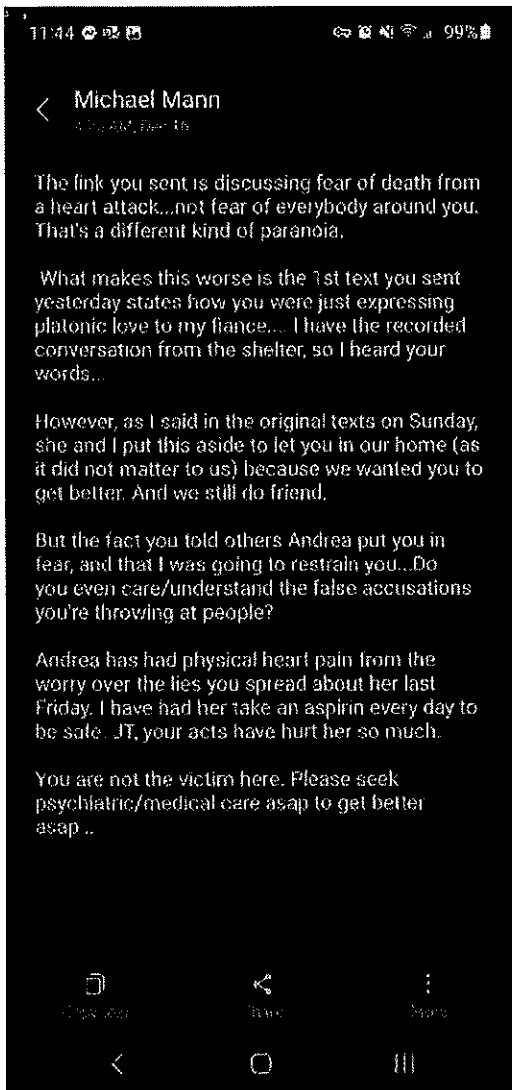 11:44 99%
Michael Mann
AM, Dec 16
The link you sent is discussing fear of death from
a heart attack...not fear of everybody around you.
That's a different kind of paranoia.
What makes this worse is the 1st text you sent
yesterday states how you were just expressing
platonic love to my fiance.... I have the recorded
conversation from the shelter, so I heard your
words...
However, as I said in the original texts on Sunday,
she and I put this aside to let you in our home (as
it did not matter to us) because we wanted you to
get better. And we still do friend.
But the fact you told others Andrea put you in
fear, and that I was going to restrain you...Do
you even care/understand the false accusations
you're throwing at people?
Andrea has had physical heart pain from the
worry over the lies you spread about her last
Friday. I have had her take an aspirin every day to
be safe. JT, your acts have hurt her so much.
You are not the victim here. Please seek
psychiatric/medical care asap to get better
asap ..
Share More